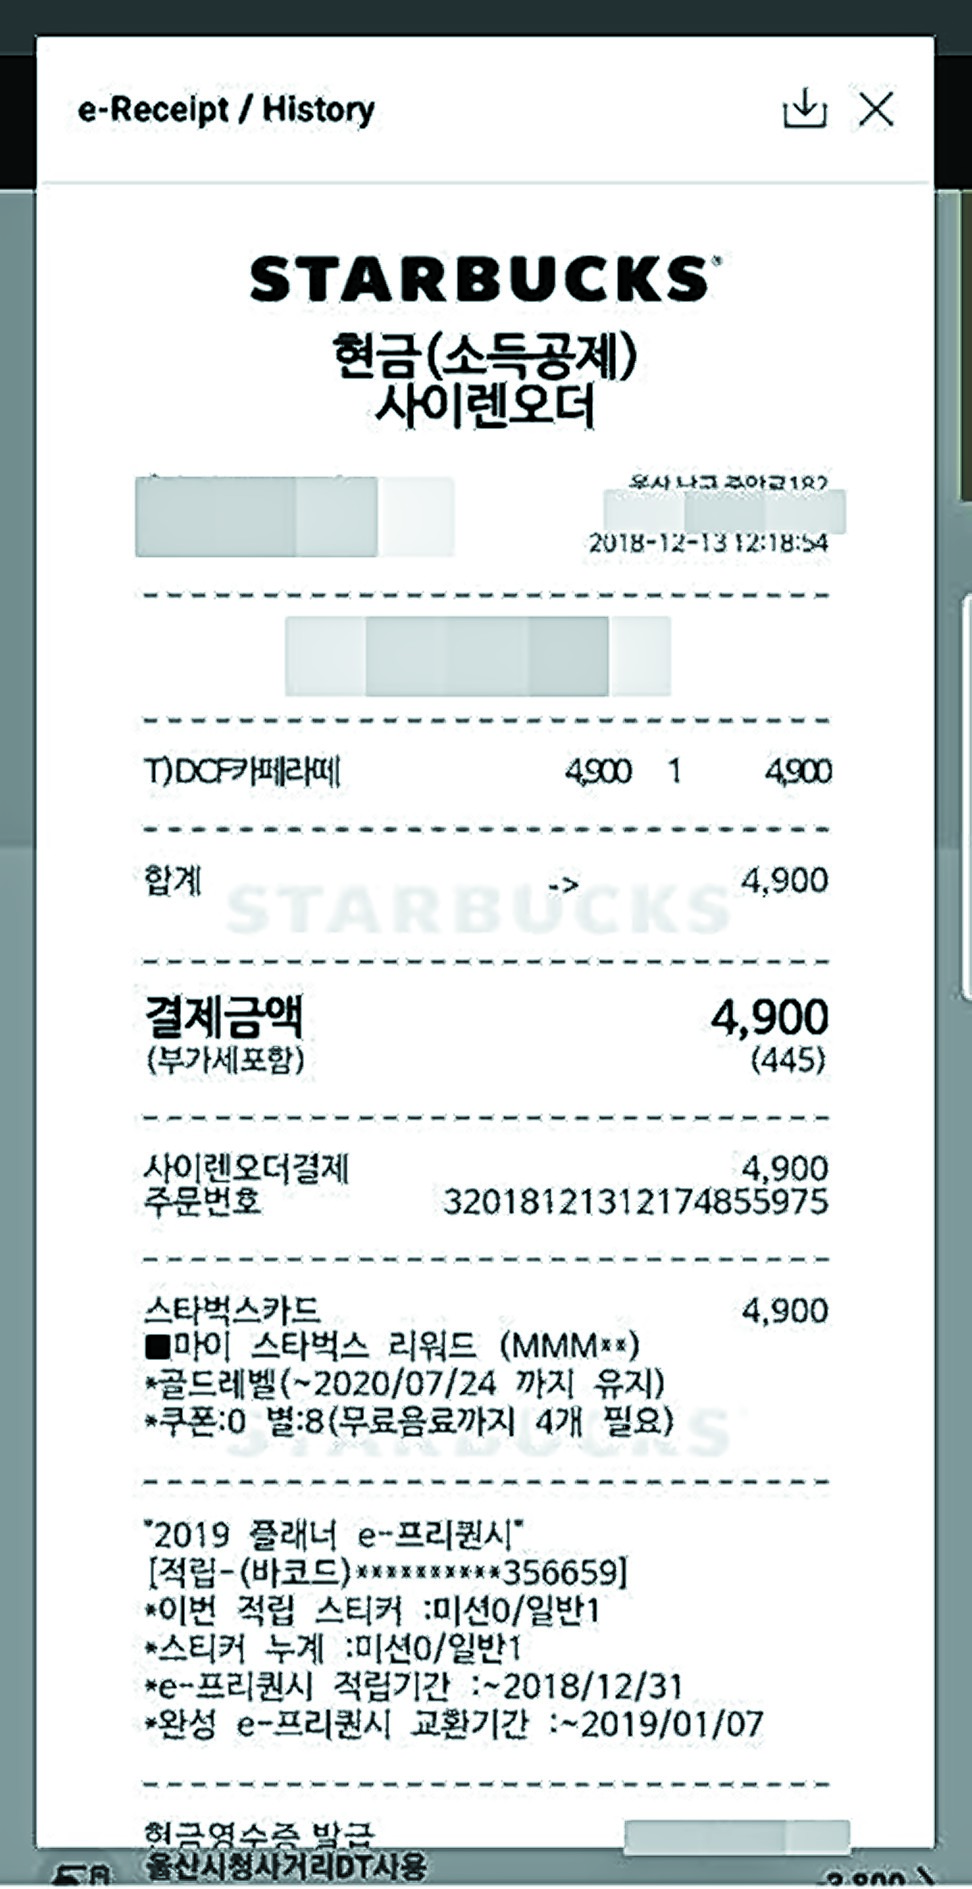 e-Receipt / History
STARBUCKS
현금(소득공제)
사이렌오더
182
2018-12-13 12:18:54
T)DCF카페라떼 4,900 1 4,900
합계 -> 4,900
STARBUCKS
결제금액 4,900
(부가세포함) (445)
사이렌오더결제 4,900
주문번호 32018121312174855975
스타벅스카드 4,900
■마이 스타벅스 리워드 (MMM**)
*골드레벨(~2020/07/24 까지 유지)
*쿠폰:0 별:8(무료음료까지 4개 필요)
STARBUCKS
"2019 플래너 e-프리퀀시"
[적립-(바코드)**********356659]
*이번 적립 스티커 :미션0/일반1
*스티커 누계 :미션0/일반1
*e-프리퀀시 적립기간 :~2018/12/31
*완성 e-프리퀀시 교환기간 :~2019/01/07
현금영수증 발급
울산시청사거리DT사용 -3,800